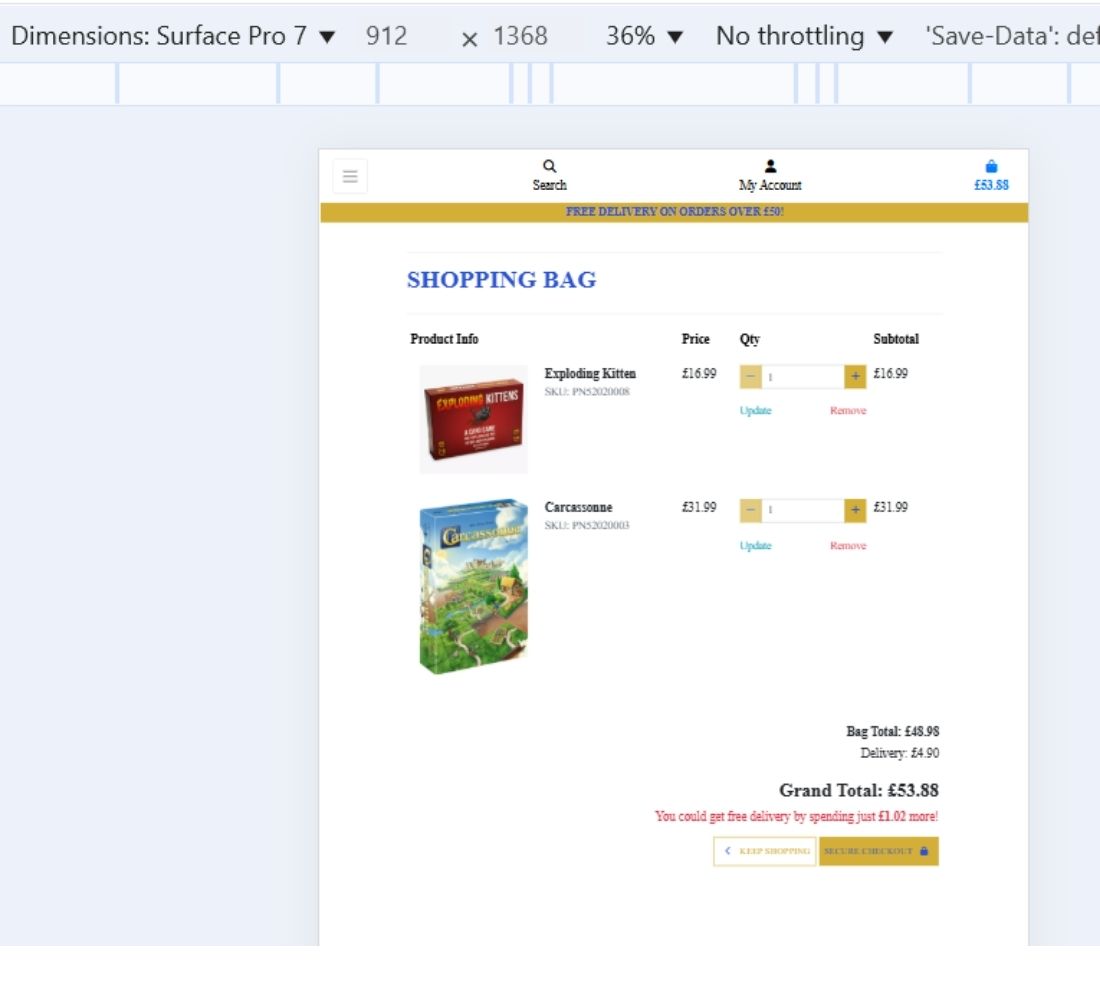 Dimensions: Surface Pro 7 ▼ 912 × 1368 36% ▼ No throttling ▼ 'Save-Data': def
Search
My Account
£53.88
FREE DELIVERY ON ORDERS OVER £50!
SHOPPING BAG
Product Info Price Qty Subtotal
EXPLODING KITTENS
A CARD GAME
Exploding Kitten £16.99 − 1 + £16.99
SKU: PN52020008
Update Remove
Carcassonne
Carcassonne £31.99 − 1 + £31.99
SKU: PN52020003
Update Remove
Bag Total: £48.98
Delivery: £4.90
Grand Total: £53.88
You could get free delivery by spending just £1.02 more!
KEEP SHOPPING SECURE CHECKOUT